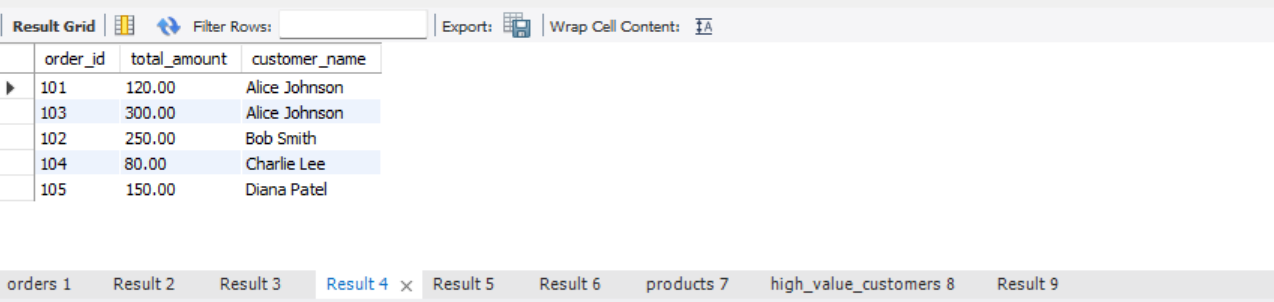 Result Grid Filter Rows: Export: Wrap Cell Content: IA
order_id total_amount customer_name
101 120.00 Alice Johnson
103 300.00 Alice Johnson
102 250.00 Bob Smith
104 80.00 Charlie Lee
105 150.00 Diana Patel
orders 1 Result 2 Result 3 Result 4 × Result 5 Result 6 products 7 high_value_customers 8 Result 9